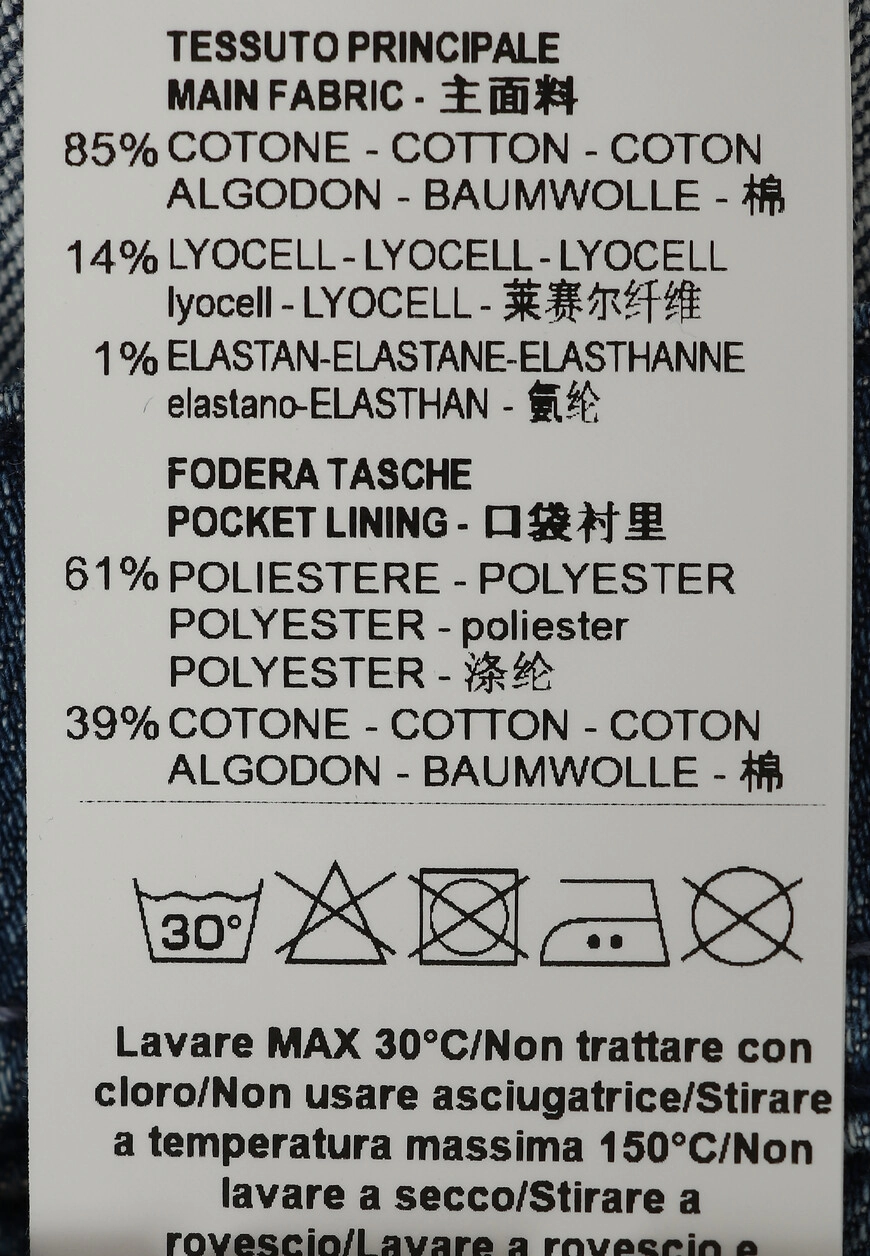 TESSUTO PRINCIPALE
MAIN FABRIC - 主面料
85% COTONE - COTTON - COTON
ALGODON - BAUMWOLLE - 棉
14% LYOCELL - LYOCELL - LYOCELL
lyocell - LYOCELL - 莱赛尔纤维
1% ELASTAN-ELASTANE-ELASTHANNE
elastano-ELASTHAN - 氨纶
FODERA TASCHE
POCKET LINING - 口袋衬里
61% POLIESTERE - POLYESTER
POLYESTER - poliester
POLYESTER - 涤纶
39% COTONE - COTTON - COTON
ALGODON - BAUMWOLLE - 棉
30°
Lavare MAX 30°C/Non trattare con
cloro/Non usare asciugatrice/Stirare
a temperatura massima 150°C/Non
lavare a secco/Stirare a
rovescio/Lavare a rovescio e